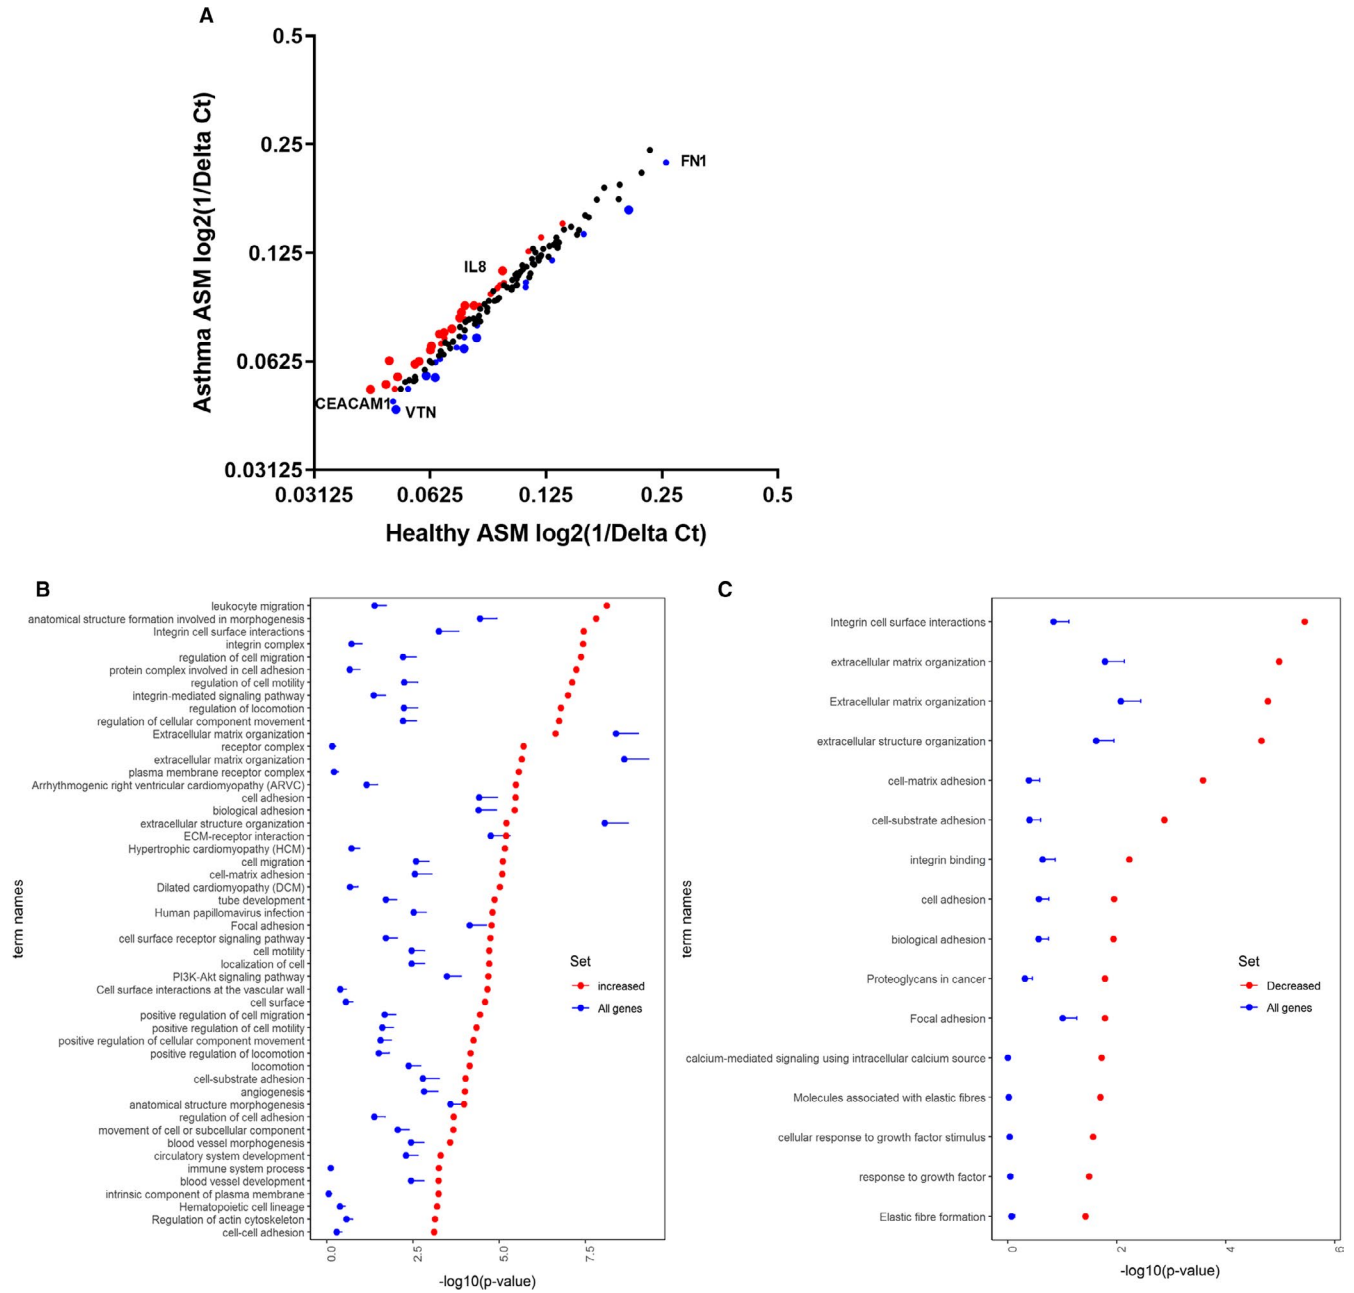 A
Asthma ASM log2(1/Delta Ct)
0.5
0.25
0.125
0.0625
0.03125
FN1
IL8
CEACAM1
VTN
0.03125 0.0625 0.125 0.25 0.5
Healthy ASM log2(1/Delta Ct)
B
term names
leukocyte migration
anatomical structure formation involved in morphogenesis
Integrin cell surface interactions
integrin complex
regulation of cell migration
protein complex involved in cell adhesion
regulation of cell motility
integrin-mediated signaling pathway
regulation of locomotion
regulation of cellular component movement
Extracellular matrix organization
receptor complex
extracellular matrix organization
plasma membrane receptor complex
Arrhythmogenic right ventricular cardiomyopathy (ARVC)
cell adhesion
biological adhesion
extracellular structure organization
ECM-receptor interaction
Hypertrophic cardiomyopathy (HCM)
cell migration
cell-matrix adhesion
Dilated cardiomyopathy (DCM)
tube development
Human papillomavirus infection
Focal adhesion
cell surface receptor signaling pathway
cell motility
localization of cell
PI3K-Akt signaling pathway
Cell surface interactions at the vascular wall
cell surface
positive regulation of cell migration
positive regulation of cell motility
positive regulation of cellular component movement
positive regulation of locomotion
locomotion
cell-substrate adhesion
angiogenesis
anatomical structure morphogenesis
regulation of cell adhesion
movement of cell or subcellular component
blood vessel morphogenesis
circulatory system development
immune system process
blood vessel development
intrinsic component of plasma membrane
Hematopoietic cell lineage
Regulation of actin cytoskeleton
cell-cell adhesion
Set
increased
All genes
0.0 2.5 5.0 7.5
-log10(p-value)
C
term names
Integrin cell surface interactions
extracellular matrix organization
Extracellular matrix organization
extracellular structure organization
cell-matrix adhesion
cell-substrate adhesion
integrin binding
cell adhesion
biological adhesion
Proteoglycans in cancer
Focal adhesion
calcium-mediated signaling using intracellular calcium source
Molecules associated with elastic fibres
cellular response to growth factor stimulus
response to growth factor
Elastic fibre formation
Set
Decreased
All genes
0 2 4 6
-log10(p-value)